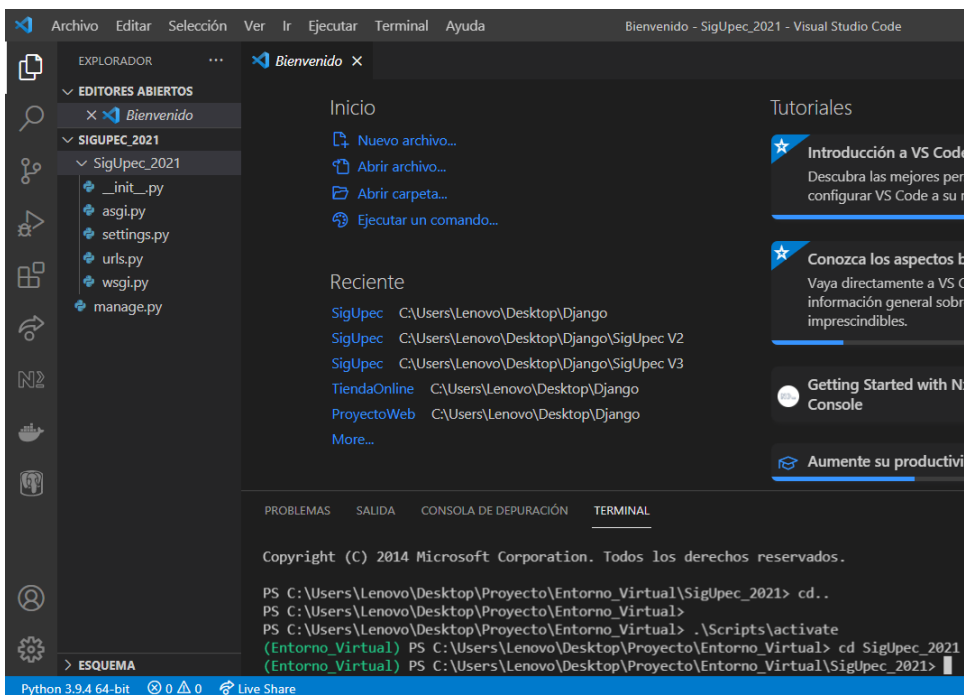 Archivo Editar Selección Ver Ir Ejecutar Terminal Ayuda Bienvenido - SigUpec_2021 - Visual Studio Code
EXPLORADOR ···
Bienvenido
EDITORES ABIERTOS
Bienvenido
SIGUPEC_2021
SigUpec_2021
__init__.py
asgi.py
settings.py
urls.py
wsgi.py
manage.py
ESQUEMA
Inicio
Nuevo archivo...
Abrir archivo...
Abrir carpeta...
Ejecutar un comando...
Reciente
SigUpec C:\Users\Lenovo\Desktop\Django
SigUpec C:\Users\Lenovo\Desktop\Django\SigUpec V2
SigUpec C:\Users\Lenovo\Desktop\Django\SigUpec V3
TiendaOnline C:\Users\Lenovo\Desktop\Django
ProyectoWeb C:\Users\Lenovo\Desktop\Django
More...
Tutoriales
Introducción a VS Code
Descubra las mejores per
configurar VS Code a su
Conozca los aspectos b
Vaya directamente a VS C
información general sobr
imprescindibles.
Getting Started with N
Console
Aumente su productivi
PROBLEMAS SALIDA CONSOLA DE DEPURACIÓN TERMINAL
Copyright (C) 2014 Microsoft Corporation. Todos los derechos reservados.
PS C:\Users\Lenovo\Desktop\Proyecto\Entorno_Virtual\SigUpec_2021> cd..
PS C:\Users\Lenovo\Desktop\Proyecto\Entorno_Virtual>
PS C:\Users\Lenovo\Desktop\Proyecto\Entorno_Virtual> .\Scripts\activate
(Entorno_Virtual) PS C:\Users\Lenovo\Desktop\Proyecto\Entorno_Virtual> cd SigUpec_2021
(Entorno_Virtual) PS C:\Users\Lenovo\Desktop\Proyecto\Entorno_Virtual\SigUpec_2021>
Python 3.9.4 64-bit 0 0 Live Share